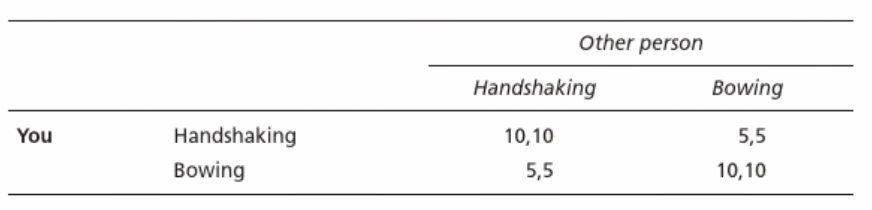 Other person
Handshaking Bowing
You Handshaking 10,10 5,5
Bowing 5,5 10,10